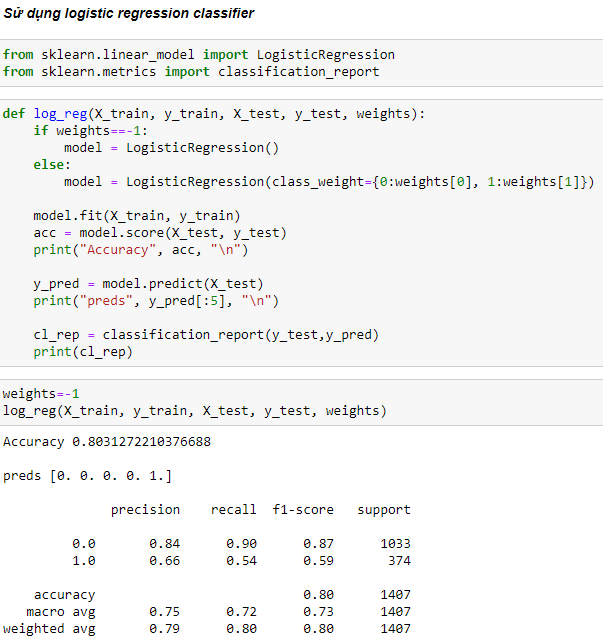 Sử dụng logistic regression classifier
from sklearn.linear_model import LogisticRegression
from sklearn.metrics import classification_report
def log_reg(X_train, y_train, X_test, y_test, weights):
    if weights==-1:
        model = LogisticRegression()
    else:
        model = LogisticRegression(class_weight={0:weights[0], 1:weights[1]})
    model.fit(X_train, y_train)
    acc = model.score(X_test, y_test)
    print("Accuracy", acc, "\n")
    y_pred = model.predict(X_test)
    print("preds", y_pred[:5], "\n")
    cl_rep = classification_report(y_test,y_pred)
    print(cl_rep)
weights=-1
log_reg(X_train, y_train, X_test, y_test, weights)
Accuracy 0.8031272210376688
preds [0. 0. 0. 0. 1.]
              precision    recall  f1-score   support
         0.0       0.84      0.90      0.87      1033
         1.0       0.66      0.54      0.59       374
    accuracy                           0.80      1407
   macro avg       0.75      0.72      0.73      1407
weighted avg       0.79      0.80      0.80      1407